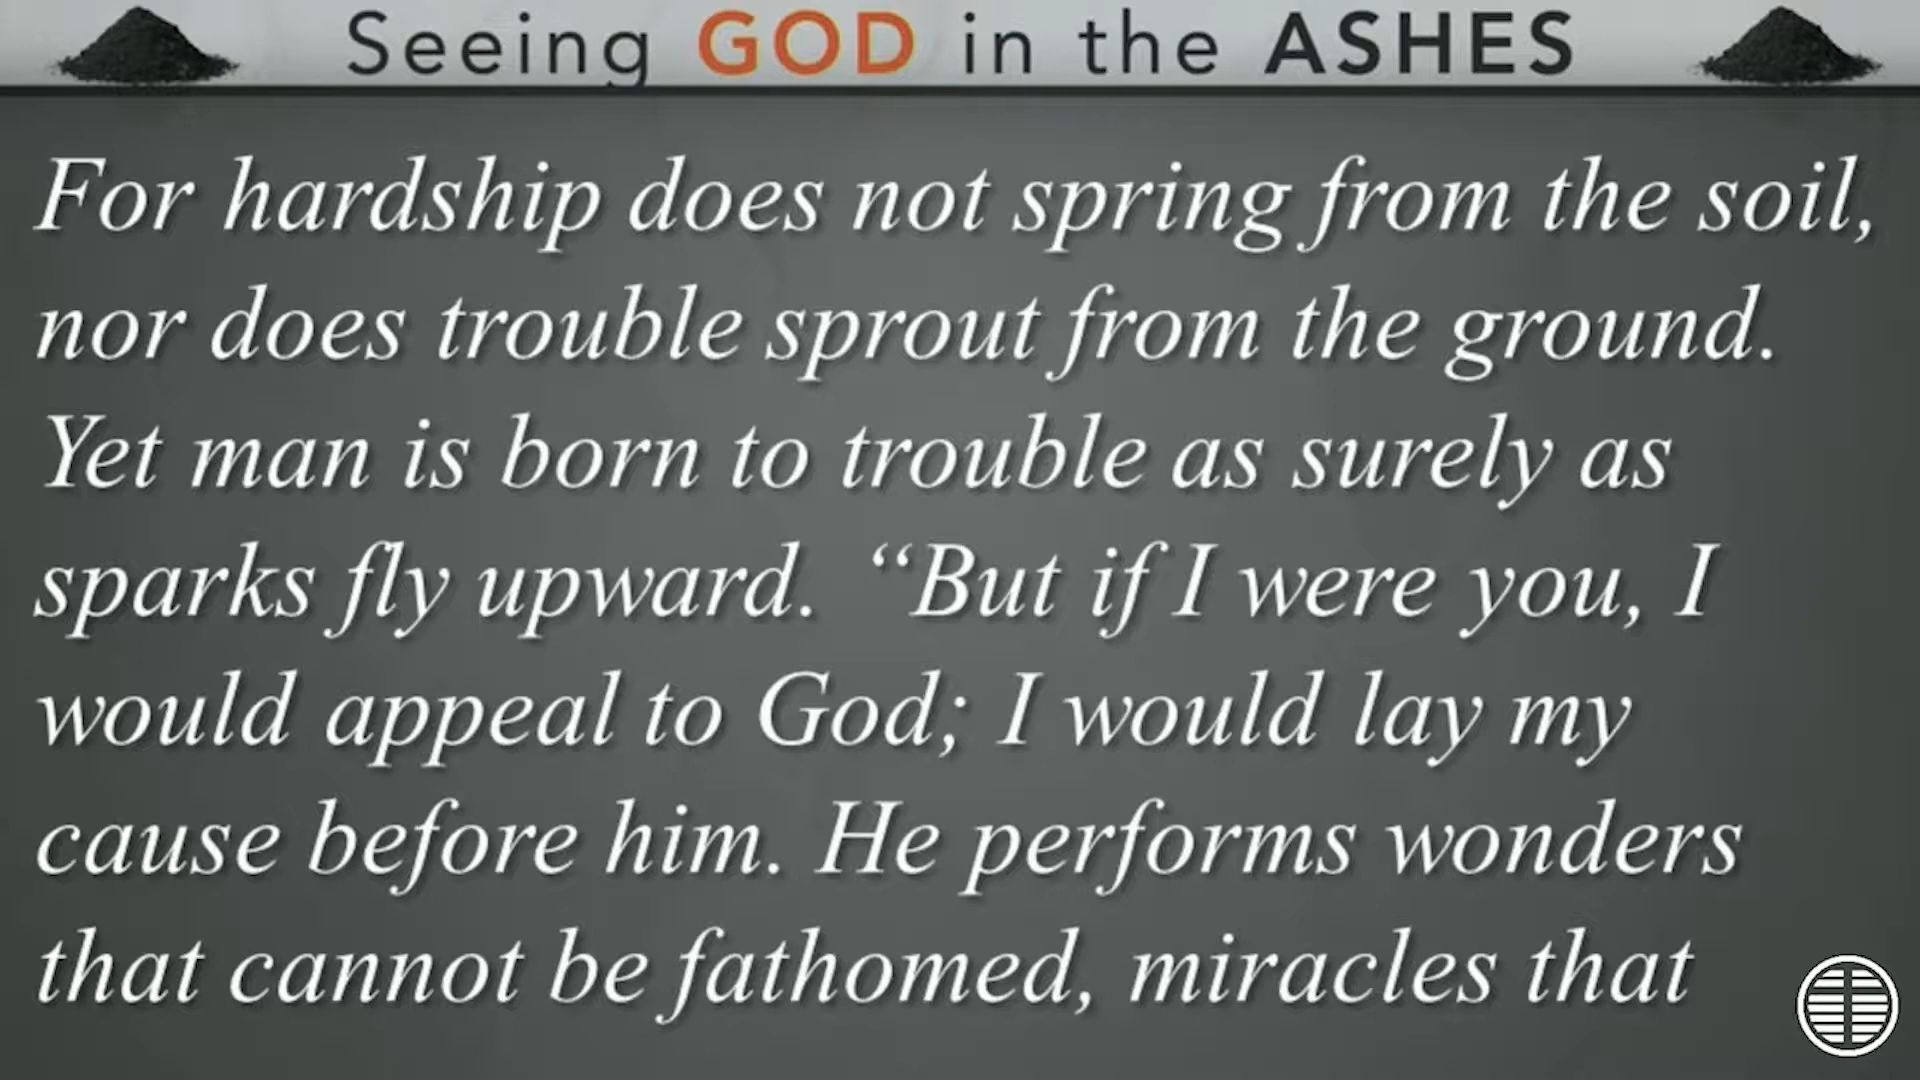 Seeing GOD in the ASHES
For hardship does not spring from the soil,
nor does trouble sprout from the ground.
Yet man is born to trouble as surely as
sparks fly upward.  “But if I were you, I
would appeal to God; I would lay my
cause before him. He performs wonders
that cannot be fathomed, miracles that